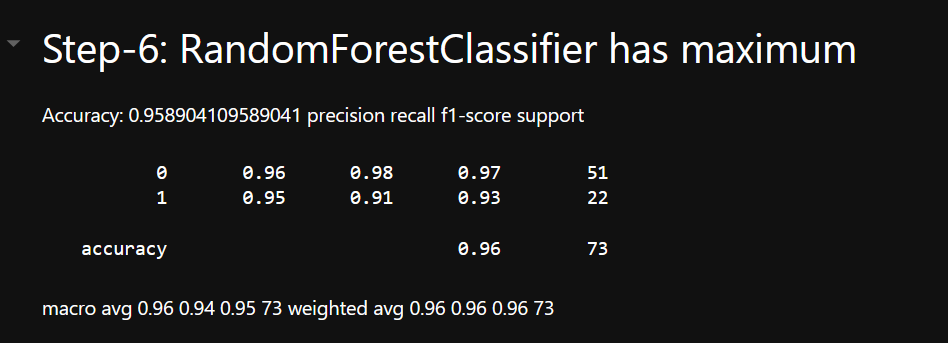 Step-6: RandomForestClassifier has maximum
Accuracy: 0.958904109589041 precision recall f1-score support
0 0.96 0.98 0.97 51
1 0.95 0.91 0.93 22
accuracy 0.96 73
macro avg 0.96 0.94 0.95 73 weighted avg 0.96 0.96 0.96 73